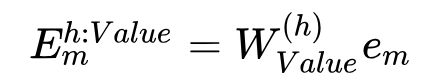 $E_m^{h:Value} = W_{Value}^{(h)} e_m$